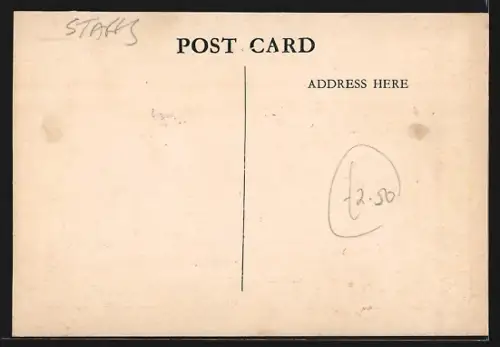 STAFFS
POST CARD
ADDRESS HERE
£2.50